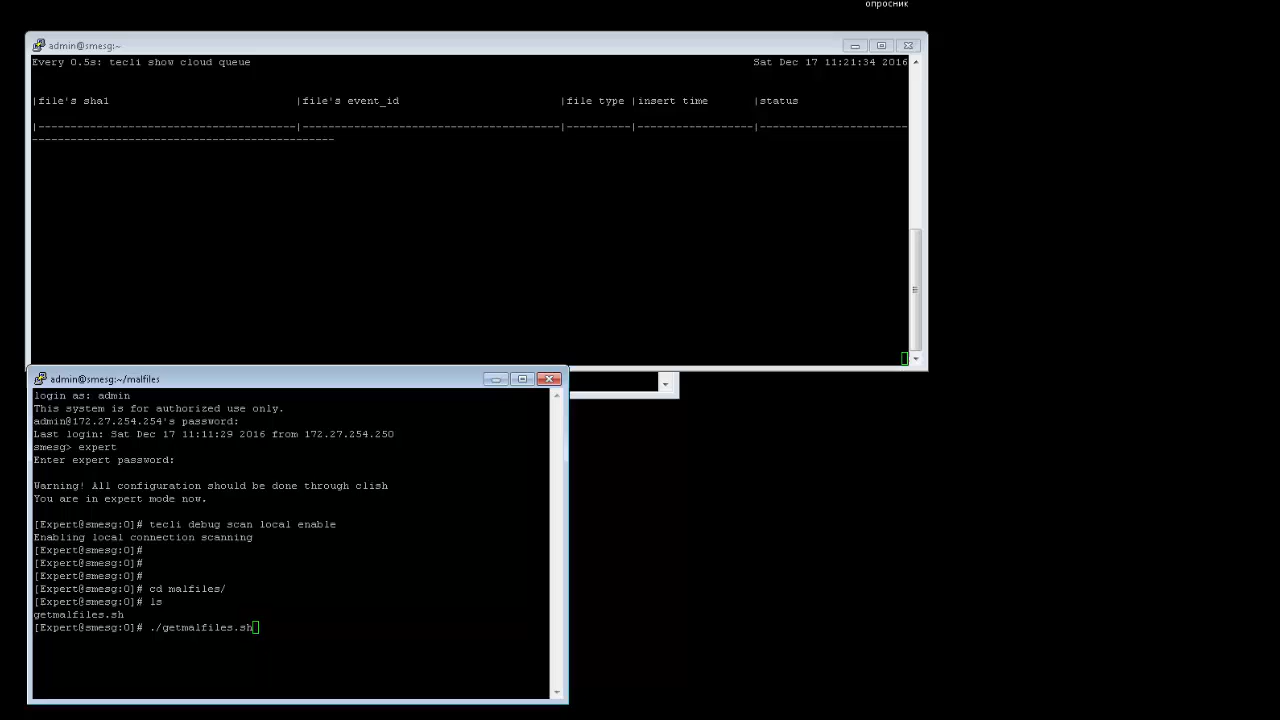 опросник
admin@smesg:~
Every 0.5s: tecli show cloud queue Sat Dec 17 11:21:34 2016
|file's sha1 |file's event_id |file type |insert time |status
|----------------------------------------|----------------------------------------|----------|------------------|-----------------------
-----------------------------------------------
admin@smesg:~/malfiles
login as: admin
This system is for authorized use only.
admin@172.27.254.254's password:
Last login: Sat Dec 17 11:11:29 2016 from 172.27.254.250
smesg> expert
Enter expert password:
Warning! All configuration should be done through clish
You are in expert mode now.
[Expert@smesg:0]# tecli debug scan local enable
Enabling local connection scanning
[Expert@smesg:0]#
[Expert@smesg:0]#
[Expert@smesg:0]#
[Expert@smesg:0]# cd malfiles/
[Expert@smesg:0]# ls
getmalfiles.sh
[Expert@smesg:0]# ./getmalfiles.sh